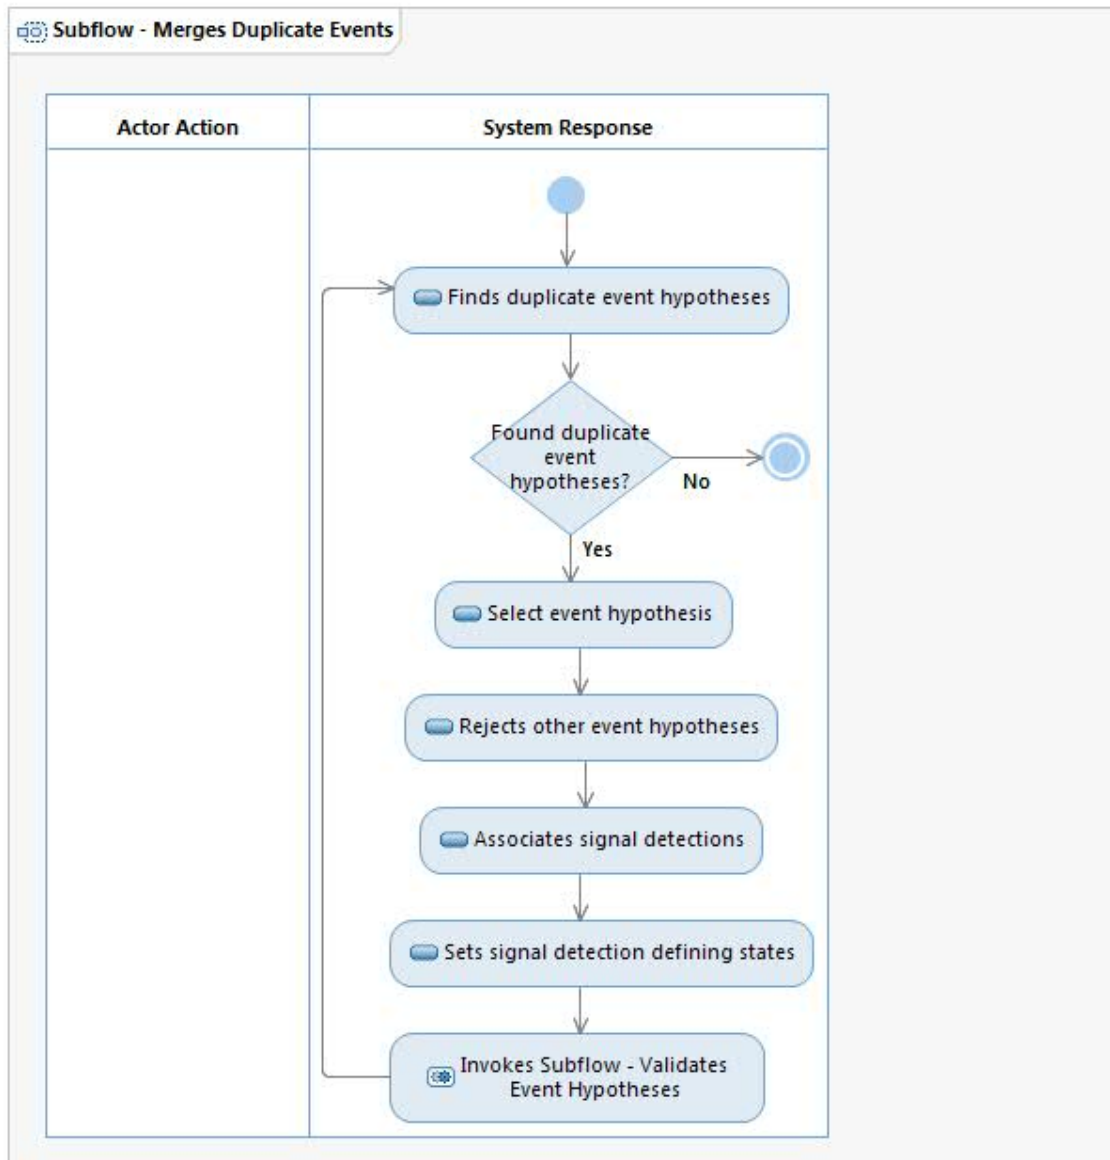 Subflow - Merges Duplicate Events
Actor Action
System Response
Finds duplicate event hypotheses
Found duplicate
event
hypotheses?
No
Yes
Select event hypothesis
Rejects other event hypotheses
Associates signal detections
Sets signal detection defining states
Invokes Subflow - Validates
Event Hypotheses